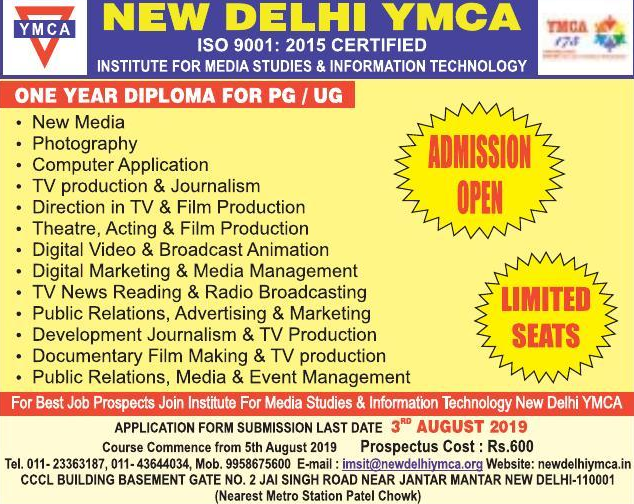 YMCA
NEW DELHI YMCA
ISO 9001: 2015 CERTIFIED
INSTITUTE FOR MEDIA STUDIES & INFORMATION TECHNOLOGY
YMCA
175
ONE YEAR DIPLOMA FOR PG / UG
• New Media
• Photography
• Computer Application
• TV production & Journalism
• Direction in TV & Film Production
• Theatre, Acting & Film Production
• Digital Video & Broadcast Animation
• Digital Marketing & Media Management
• TV News Reading & Radio Broadcasting
• Public Relations, Advertising & Marketing
• Development Journalism & TV Production
• Documentary Film Making & TV production
• Public Relations, Media & Event Management
ADMISSION
OPEN
LIMITED
SEATS
For Best Job Prospects Join Institute For Media Studies & Information Technology New Delhi YMCA
APPLICATION FORM SUBMISSION LAST DATE 3RD AUGUST 2019
Course Commence from 5th August 2019 Prospectus Cost : Rs.600
Tel. 011- 23363187, 011- 43644034, Mob. 9958675600 E-mail : imsit@newdelhiymca.org Website: newdelhiymca.in
CCCL BUILDING BASEMENT GATE NO. 2 JAI SINGH ROAD NEAR JANTAR MANTAR NEW DELHI-110001
(Nearest Metro Station Patel Chowk)